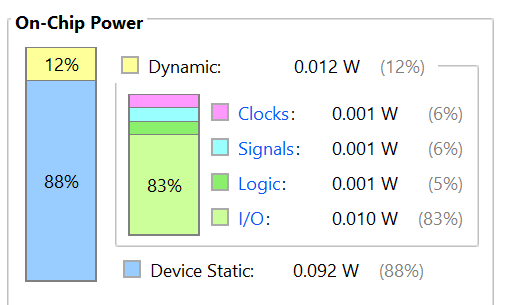 On-Chip Power
12%
88%
Dynamic: 0.012 W (12%)
83%
Clocks: 0.001 W (6%)
Signals: 0.001 W (6%)
Logic: 0.001 W (5%)
I/O: 0.010 W (83%)
Device Static: 0.092 W (88%)